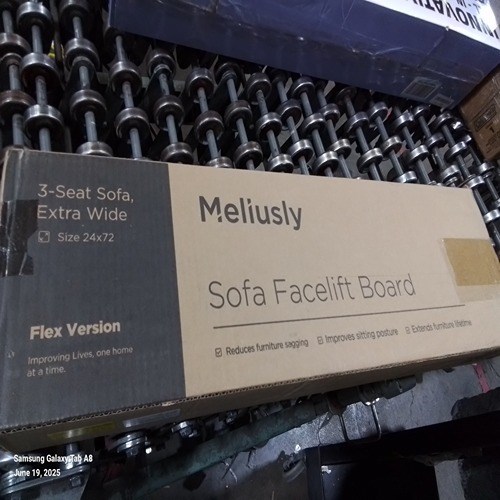 INNOVATIV
3-Seat Sofa,
Extra Wide
Size 24x72
Meliusly
Sofa Facelift Board
Reduces furniture sagging
Improves sitting posture
Extends furniture lifetime
Flex Version
Improving Lives, one home
at a time.
Samsung Galaxy Tab A8
June 19, 2025